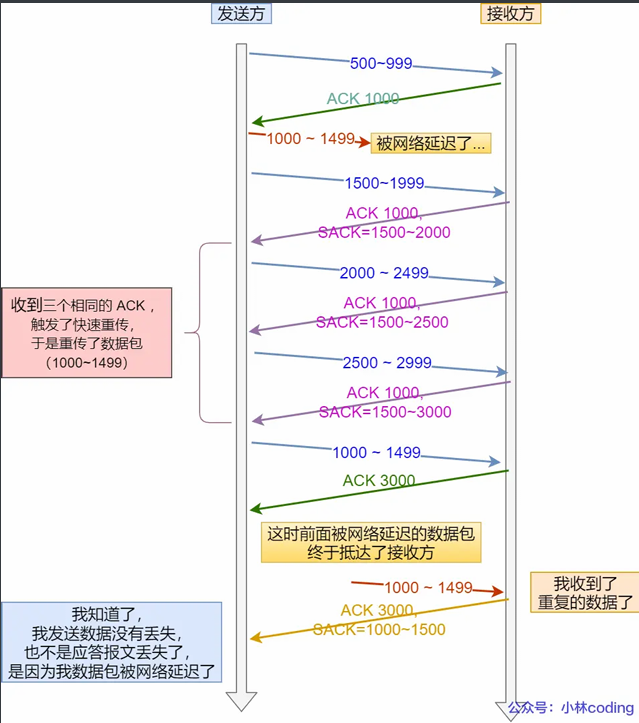 发送方
接收方
500~999
ACK 1000
1000 ~ 1499
被网络延迟了...
1500~1999
ACK 1000,
SACK=1500~2000
2000 ~ 2499
ACK 1000,
SACK=1500~2500
收到三个相同的 ACK ,
触发了快速重传,
于是重传了数据包
（1000~1499）
2500 ~ 2999
ACK 1000,
SACK=1500~3000
1000 ~ 1499
ACK 3000
这时前面被网络延迟的数据包
终于抵达了接收方
1000 ~ 1499
我收到了
重复的数据了
ACK 3000,
SACK=1000~1500
我知道了,
我发送数据没有丢失,
也不是应答报文丢失了,
是因为我数据包被网络延迟了
公众号：小林coding